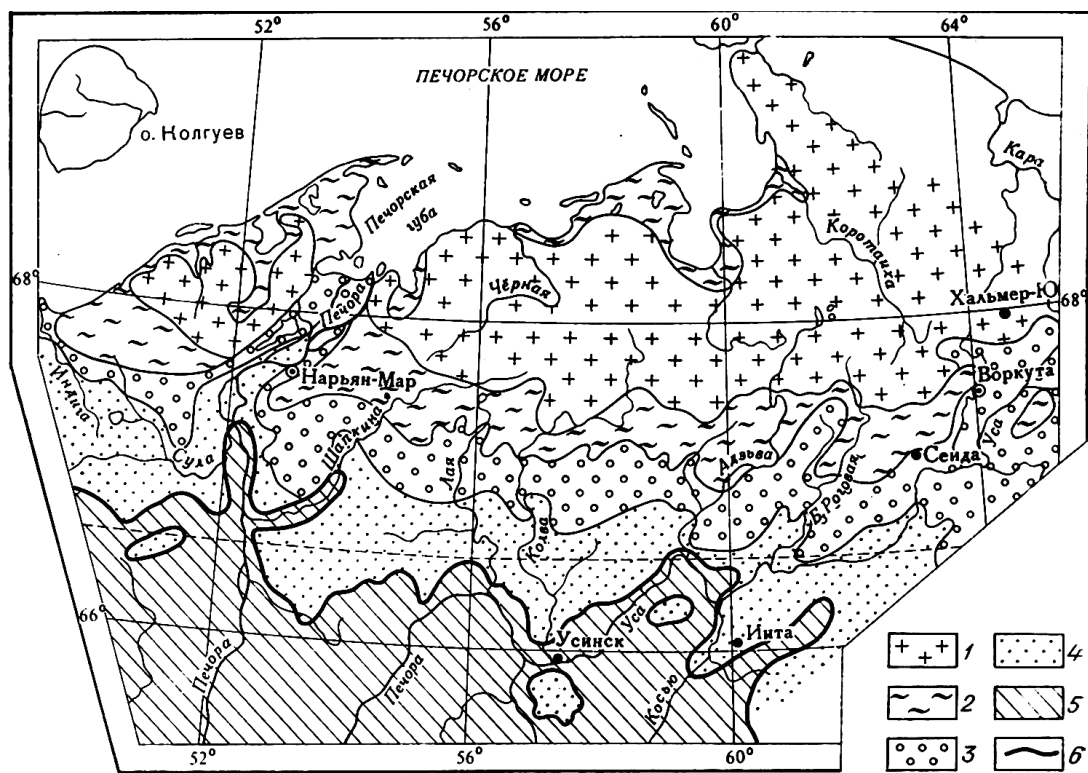 52° 56° 60° 64°
ПЕЧОРСКОЕ МОРЕ
о. Колгуев
Кара
Печорская
губа
Коротаиха
Чёрная
68°
Хальмер-Ю
68°
Печора
Индига
Нарьян-Мар
Воркута
Шапкина
Уса
Сула
Лая
Адзьва
Сейда
Колва
66°
Уса
Усинск
Инта
Печора
Печора
Косью
1 4
2 5
3 6
52° 56° 60°